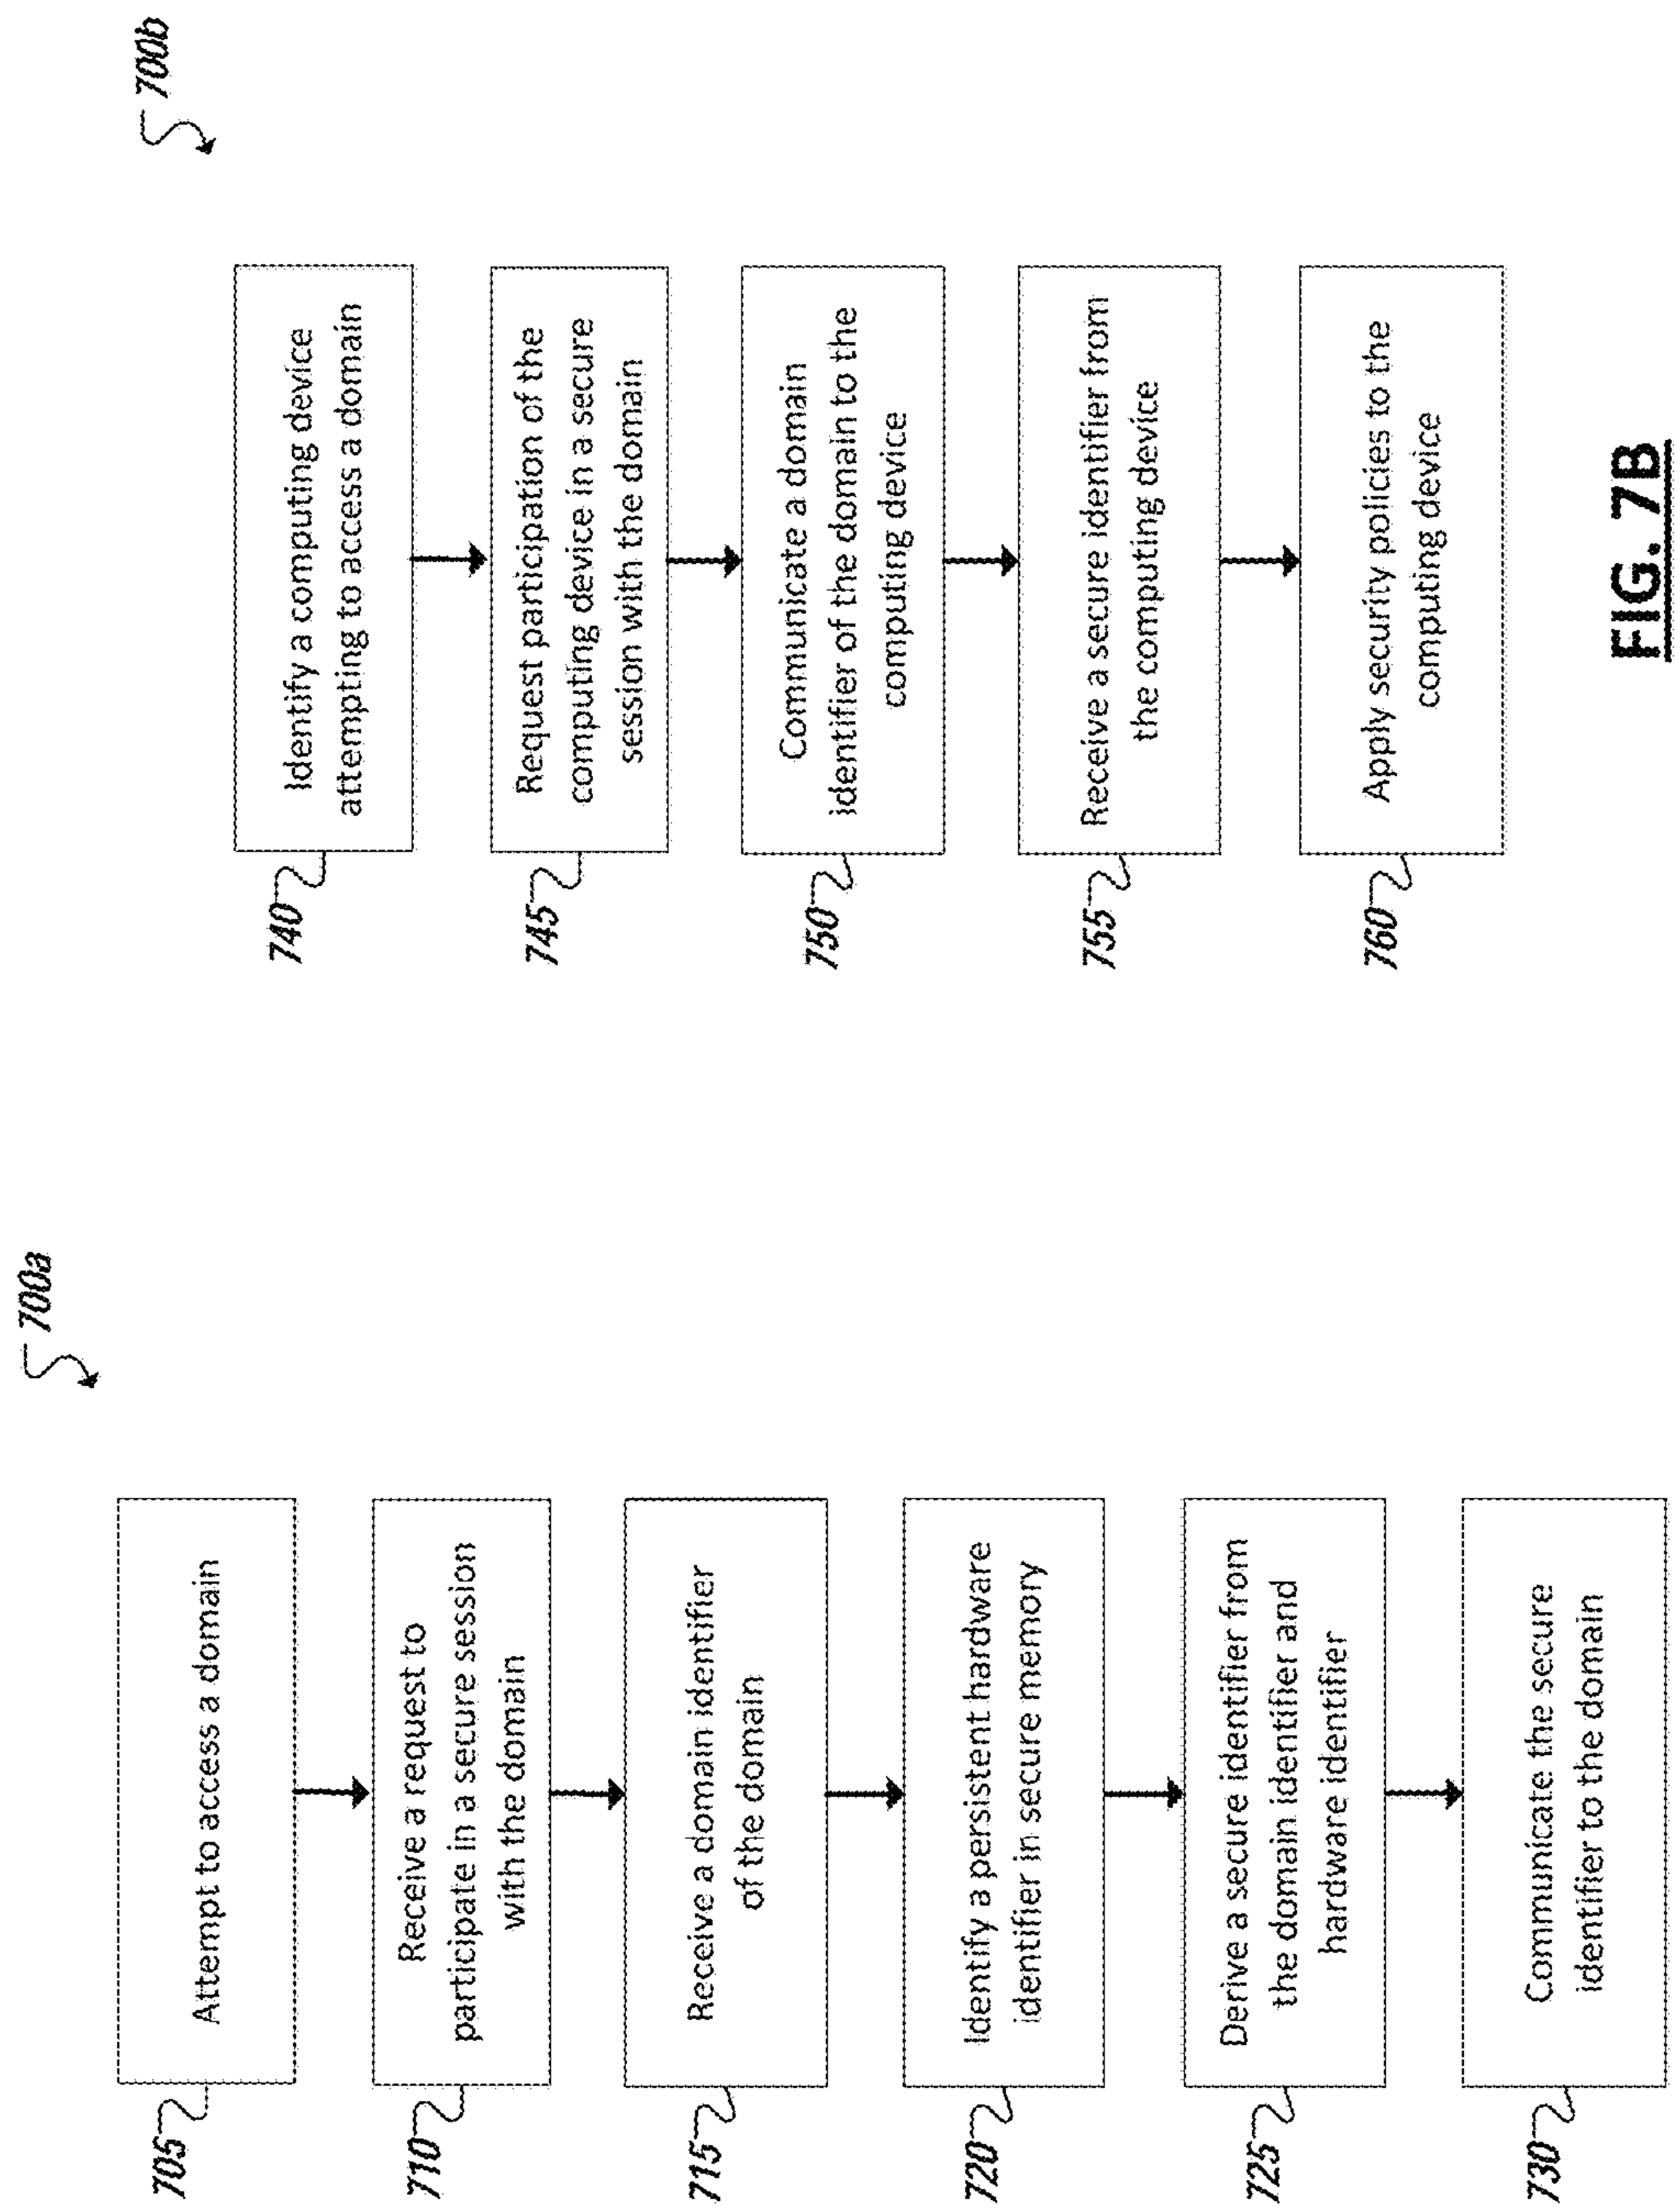 700a
705
Attempt to access a domain
710
Receive a request to
participate in a secure session
with the domain
715
Receive a domain identifier
of the domain
720
Identify a persistent hardware
identifier in secure memory
725
Derive a secure identifier from
the domain identifier and
hardware identifier
730
Communicate the secure
identifier to the domain
700b
740
Identify a computing device
attempting to access a domain
745
Request participation of the
computing device in a secure
session with the domain
750
Communicate a domain
identifier of the domain to the
computing device
755
Receive a secure identifier from
the computing device
760
Apply security policies to the
computing device
FIG. 7B